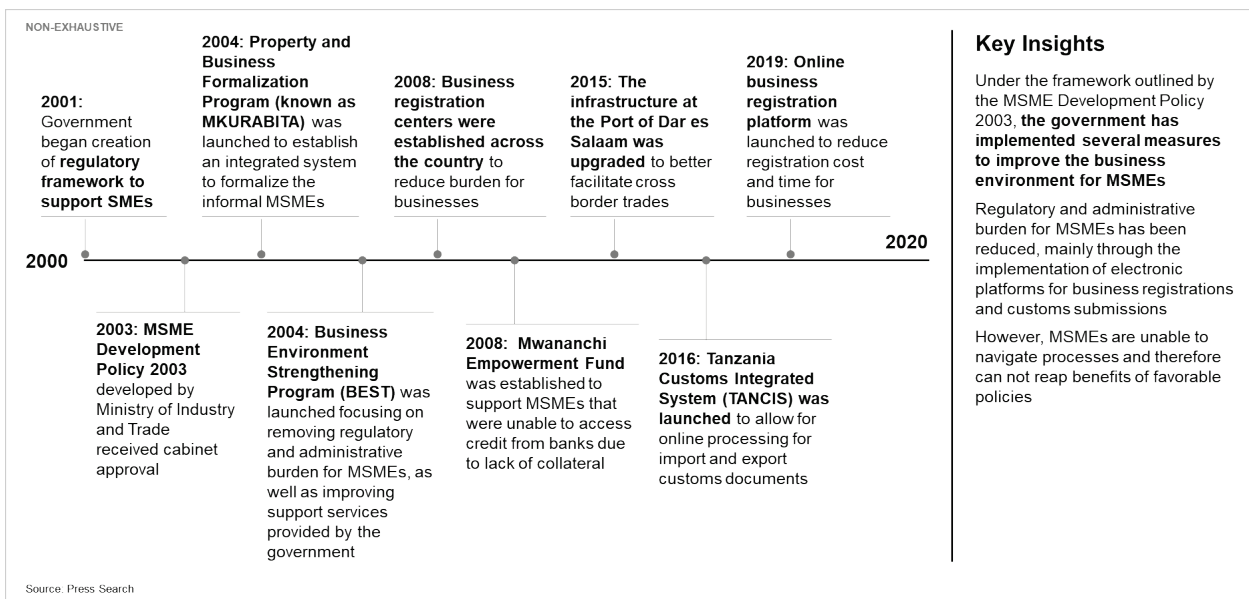 NON-EXHAUSTIVE
2001:
Government
began creation
of regulatory
framework to
support SMEs
2004: Property and
Business
Formalization
Program (known as
MKURABITA) was
launched to establish
an integrated system
to formalize the
informal MSMEs
2008: Business
registration
centers were
established across
the country to
reduce burden for
businesses
2015: The
infrastructure at
the Port of Dar es
Salaam was
upgraded to better
facilitate cross
border trades
2019: Online
business
registration
platform was
launched to reduce
registration cost
and time for
businesses
2000
2020
2003: MSME
Development
Policy 2003
developed by
Ministry of Industry
and Trade
received cabinet
approval
2004: Business
Environment
Strengthening
Program (BEST) was
launched focusing on
removing regulatory
and administrative
burden for MSMEs, as
well as improving
support services
provided by the
government
2008: Mwananchi
Empowerment Fund
was established to
support MSMEs that
were unable to access
credit from banks due
to lack of collateral
2016: Tanzania
Customs Integrated
System (TANCIS) was
launched to allow for
online processing for
import and export
customs documents
Key Insights
Under the framework outlined by
the MSME Development Policy
2003, the government has
implemented several measures
to improve the business
environment for MSMEs
Regulatory and administrative
burden for MSMEs has been
reduced, mainly through the
implementation of electronic
platforms for business registrations
and customs submissions
However, MSMEs are unable to
navigate processes and therefore
can not reap benefits of favorable
policies
Source: Press Search